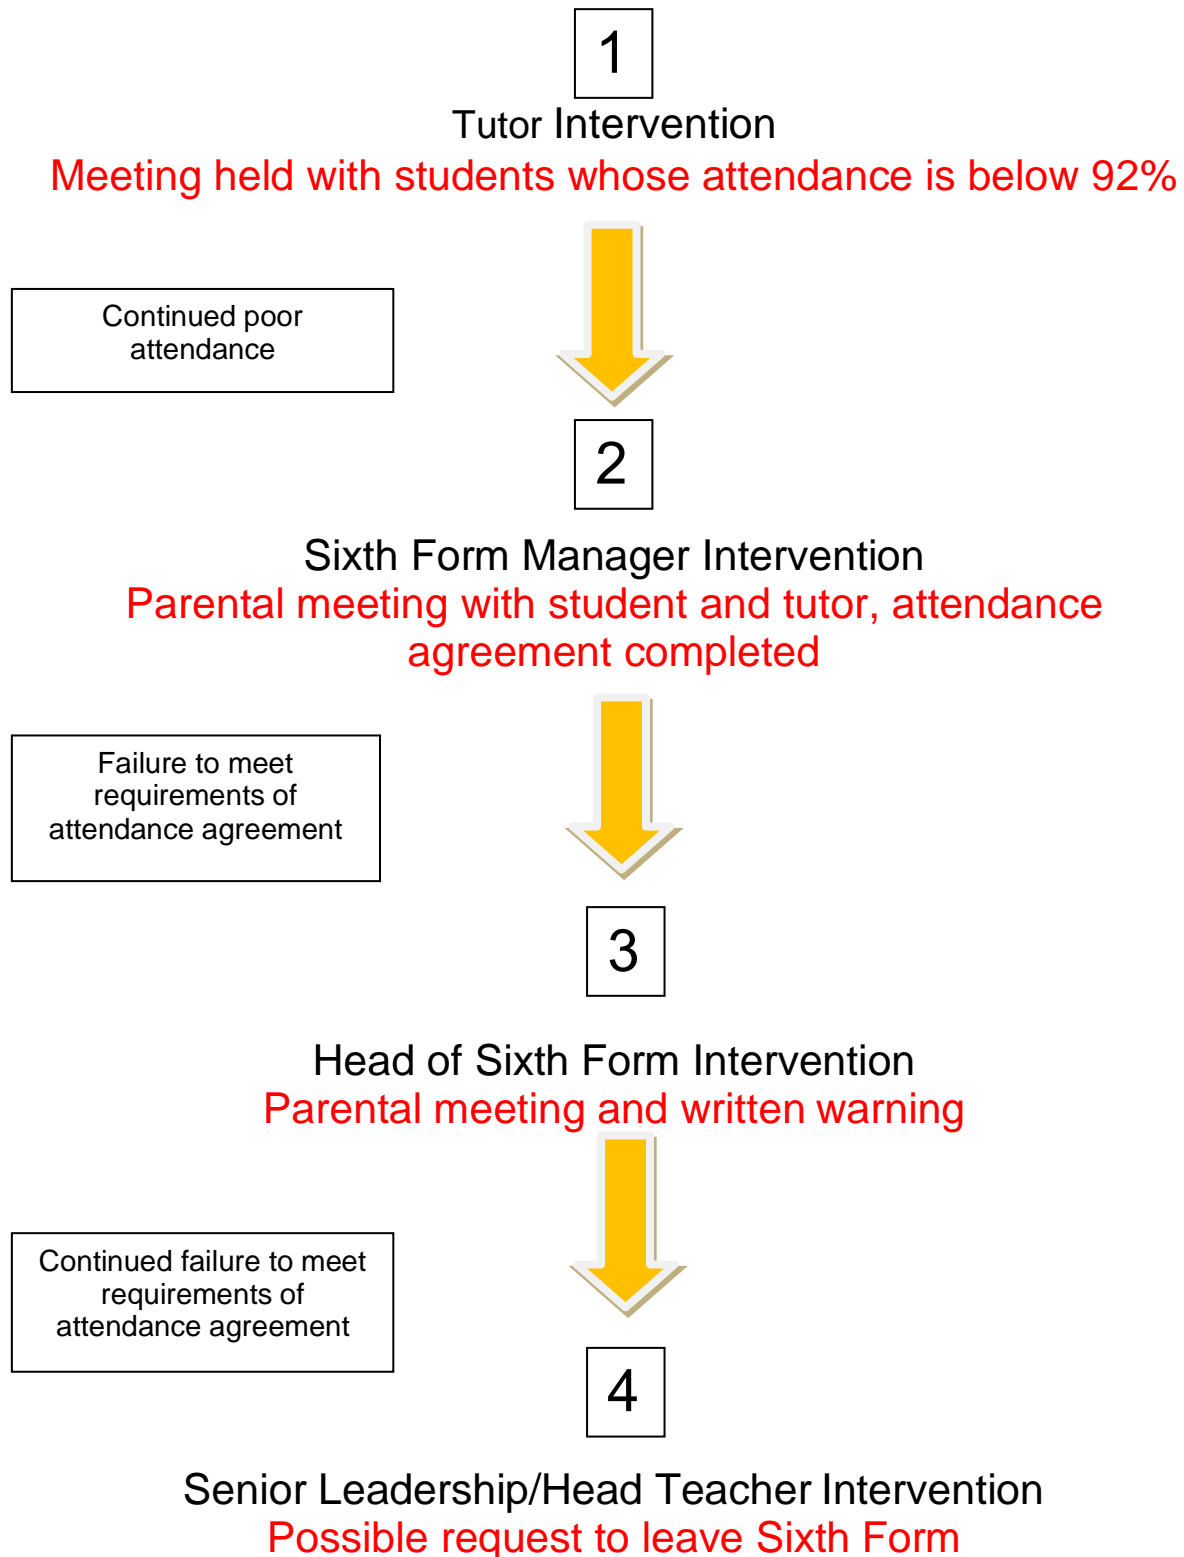 1
Tutor Intervention
Meeting held with students whose attendance is below 92%
Continued poor
attendance
2
Sixth Form Manager Intervention
Parental meeting with student and tutor, attendance
agreement completed
Failure to meet
requirements of
attendance agreement
3
Head of Sixth Form Intervention
Parental meeting and written warning
Continued failure to meet
requirements of
attendance agreement
4
Senior Leadership/Head Teacher Intervention
Possible request to leave Sixth Form